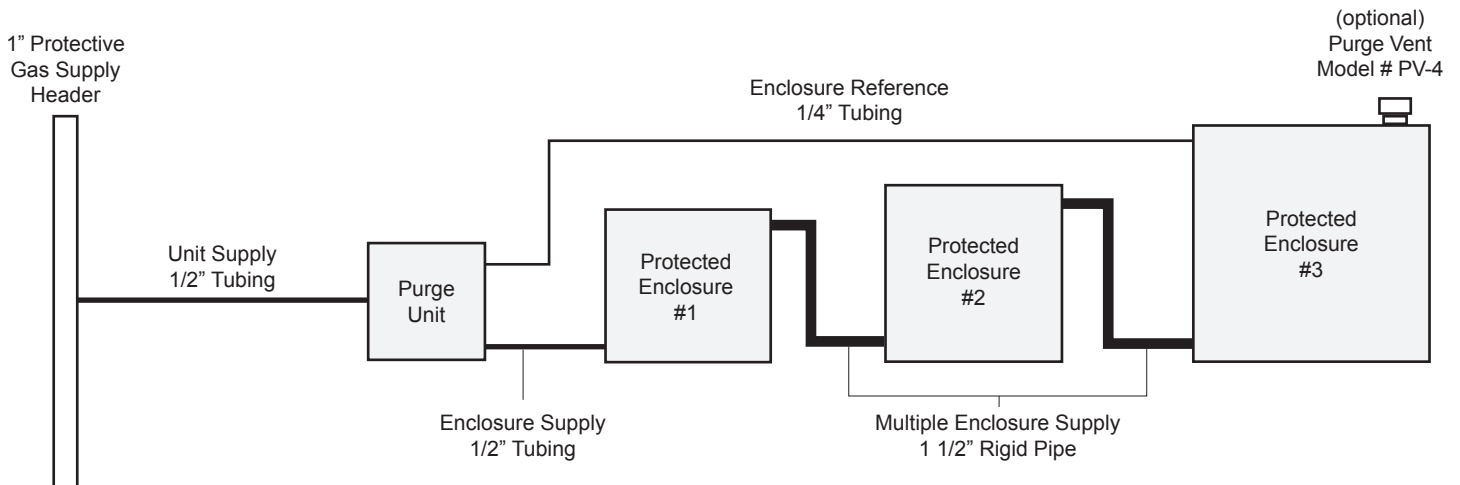 1” Protective
Gas Supply
Header
(optional)
Purge Vent
Model # PV-4
Enclosure Reference
1/4” Tubing
Unit Supply
1/2” Tubing
Purge
Unit
Protected
Enclosure
#1
Protected
Enclosure
#2
Protected
Enclosure
#3
Enclosure Supply
1/2” Tubing
Multiple Enclosure Supply
1 1/2” Rigid Pipe